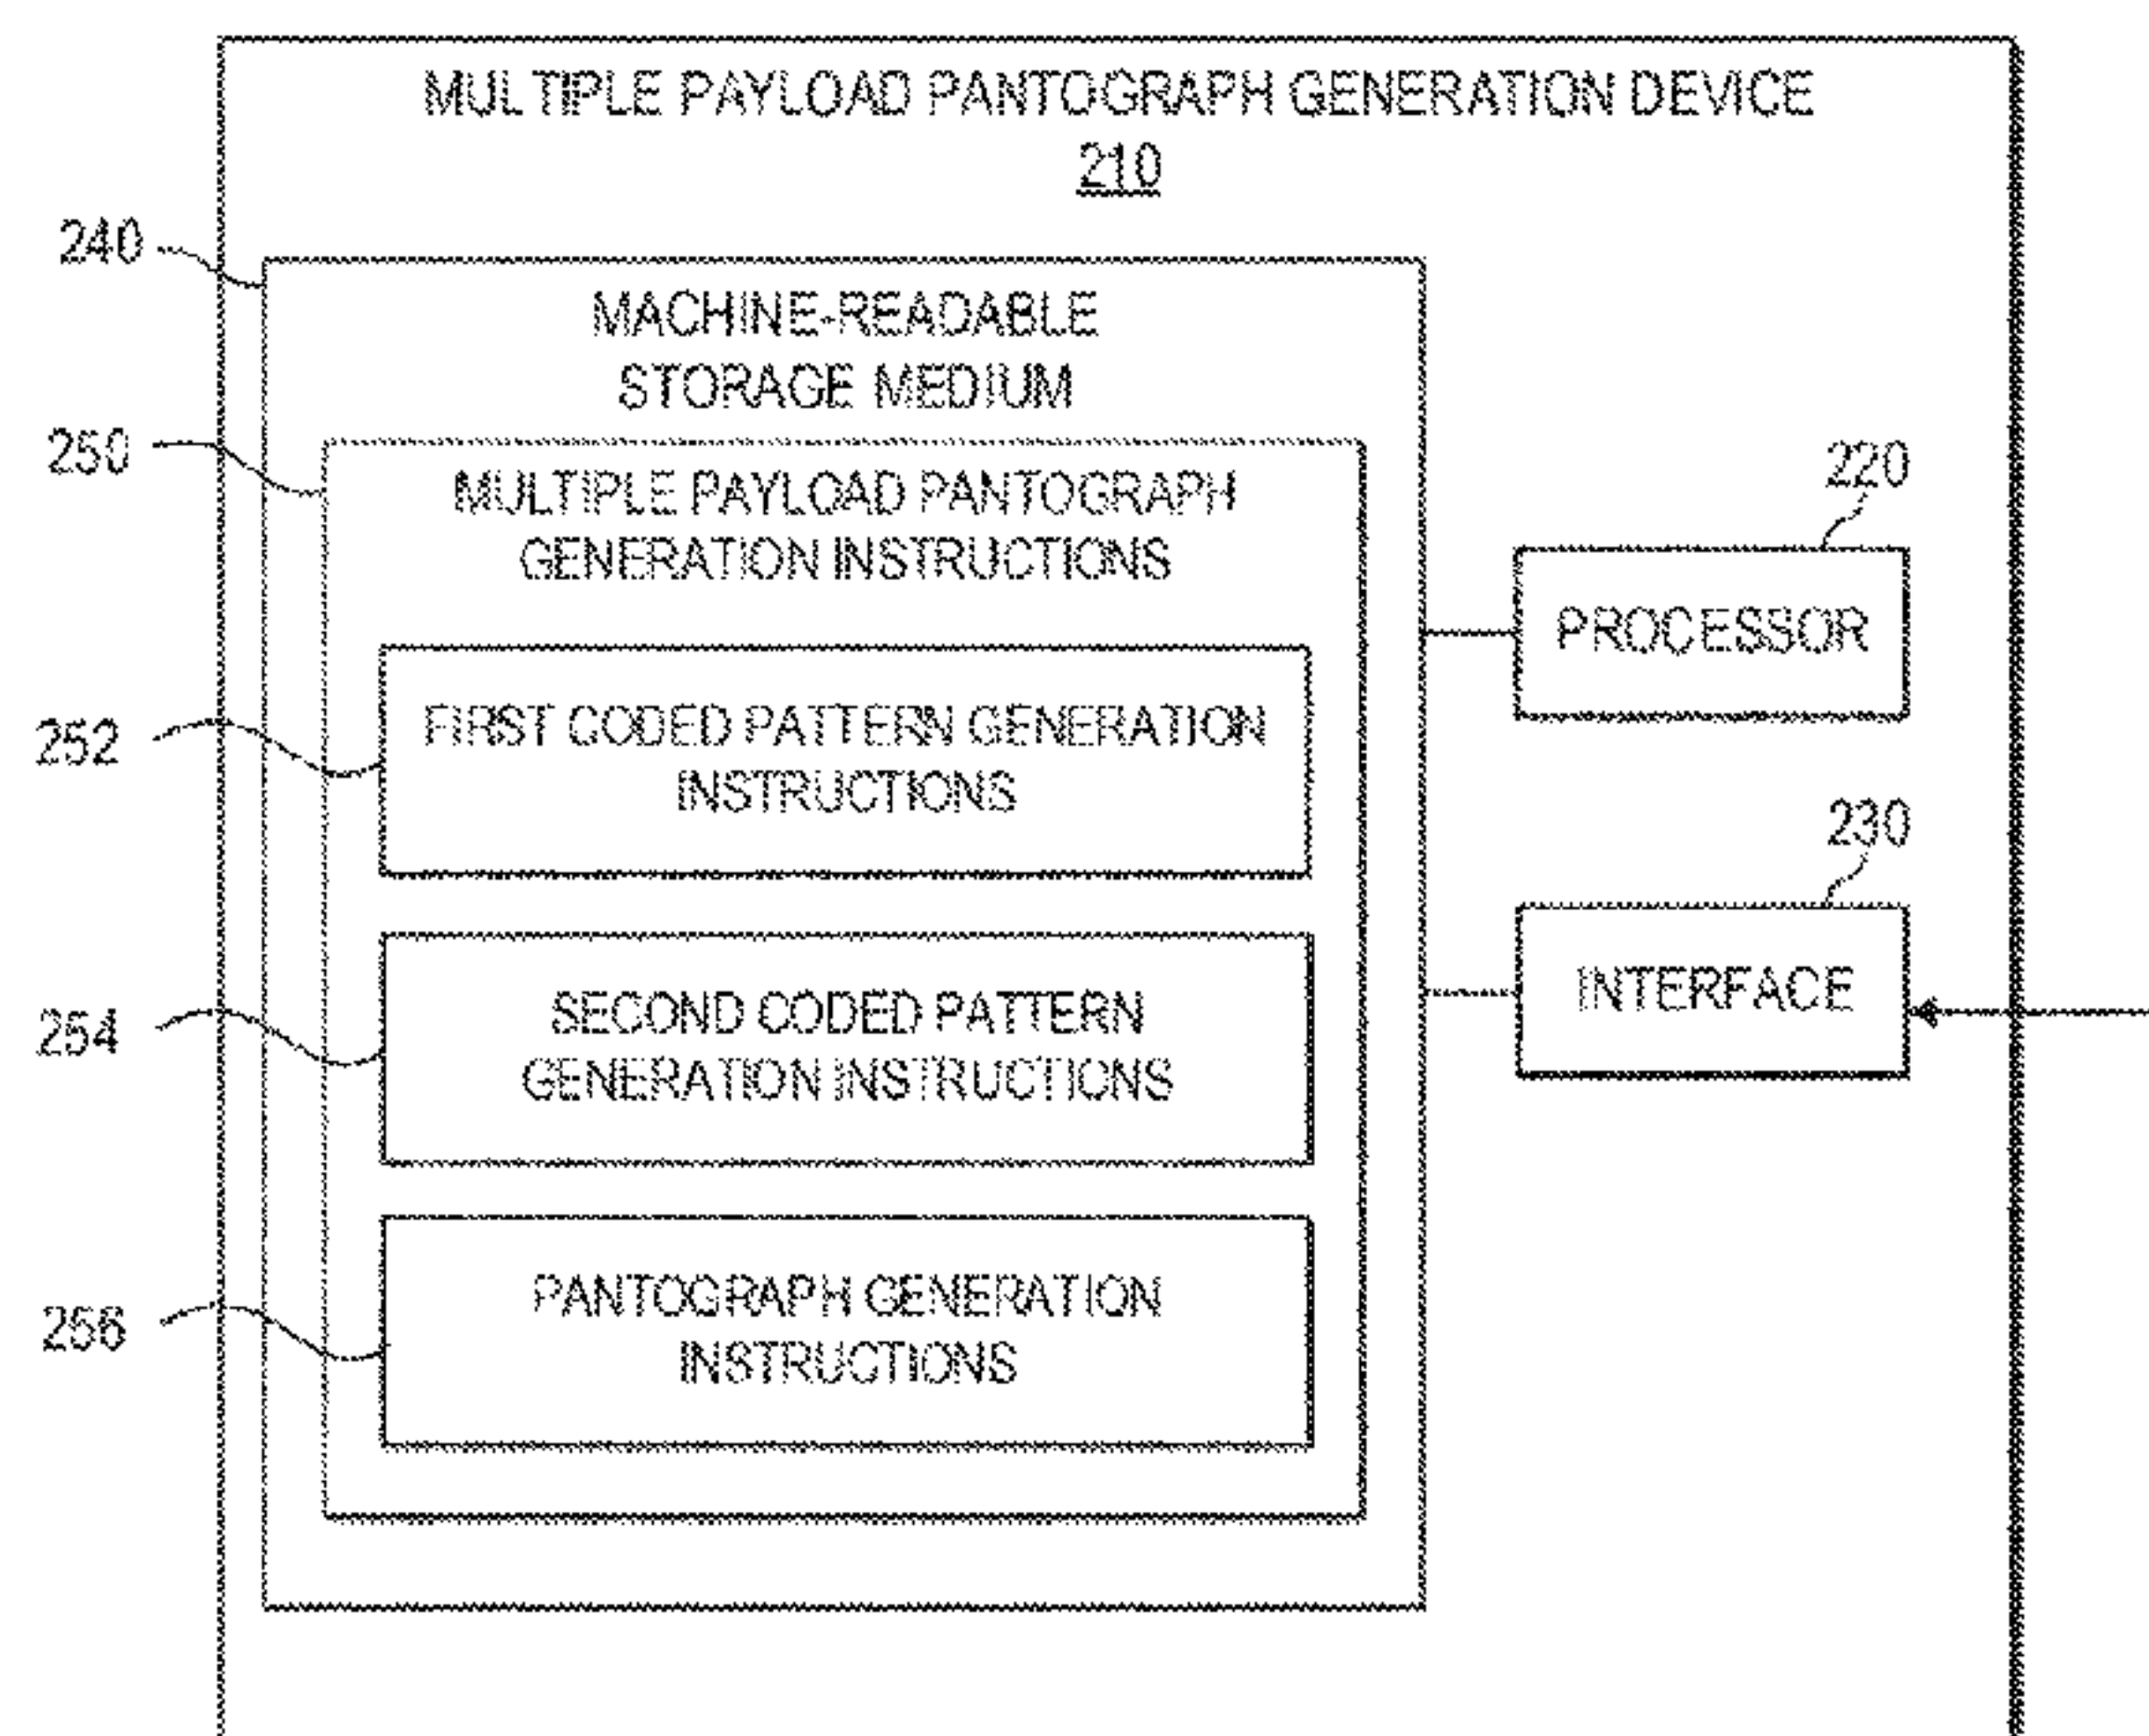 MULTIPLE PAYLOAD PANTOGRAPH GENERATION DEVICE
210
240
MACHINE-READABLE
STORAGE MEDIUM
250
MULTIPLE PAYLOAD PANTOGRAPH
GENERATION INSTRUCTIONS
220
PROCESSOR
252
FIRST CODED PATTERN GENERATION
INSTRUCTIONS
230
INTERFACE
254
SECOND CODED PATTERN
GENERATION INSTRUCTIONS
256
PANTOGRAPH GENERATION
INSTRUCTIONS